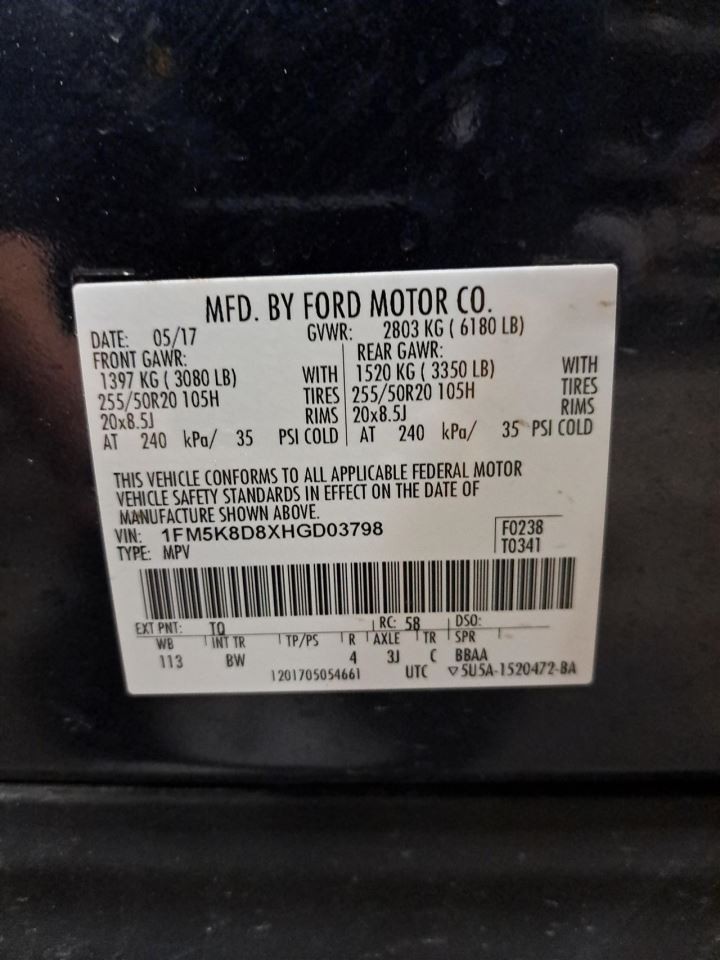 MFD. BY FORD MOTOR CO.
DATE: 05/17 GVWR: 2803 KG ( 6180 LB)
FRONT GAWR: REAR GAWR:
1397 KG ( 3080 LB) WITH 1520 KG ( 3350 LB) WITH
255/50R20 105H TIRES 255/50R20 105H TIRES
20x8.5J RIMS 20x8.5J RIMS
AT 240 kPa/ 35 PSI COLD AT 240 kPa/ 35 PSI COLD
THIS VEHICLE CONFORMS TO ALL APPLICABLE FEDERAL MOTOR
VEHICLE SAFETY STANDARDS IN EFFECT ON THE DATE OF
MANUFACTURE SHOWN ABOVE.
VIN: 1FM5K8D8XHGD03798 F0238
TYPE: MPV T0341
EXT PNT: TQ RC: 58 DSO:
WB INT TR TP/PS R AXLE TR SPR
113 BW 4 3J C BBAA
1201705054661 UTC ▽5U5A-1520472-BA